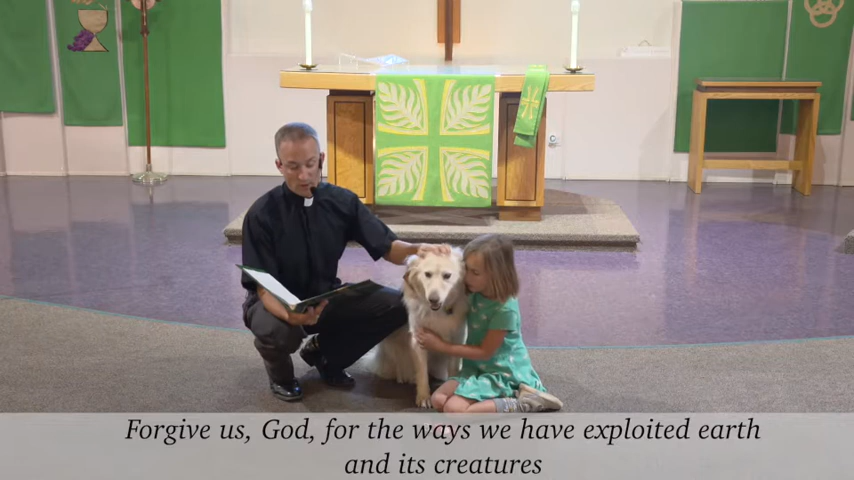 Forgive us, God, for the ways we have exploited earth
and its creatures